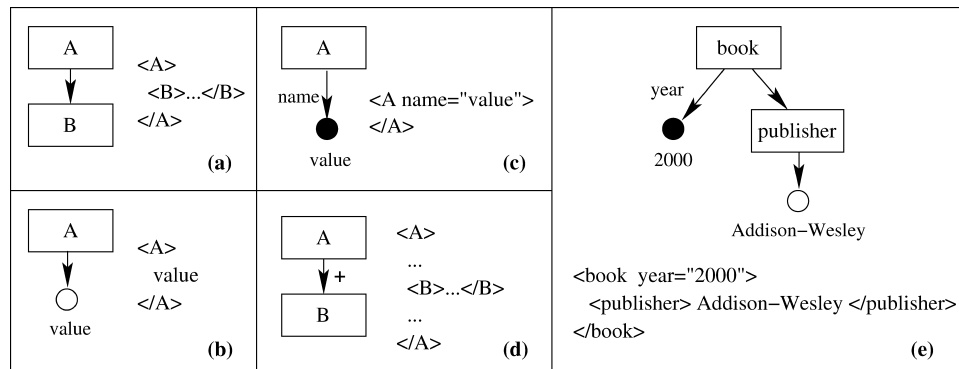 A
<A>
<B>...</B>
B
</A>
(a)
A
name
<A name="value">
</A>
value
(c)
book
year
publisher
2000
Addison−Wesley
<book year="2000">
<publisher> Addison−Wesley </publisher>
</book>
(e)
A
<A>
value
</A>
value
(b)
A
<A>
...
+
<B>...</B>
B
...
</A>
(d)